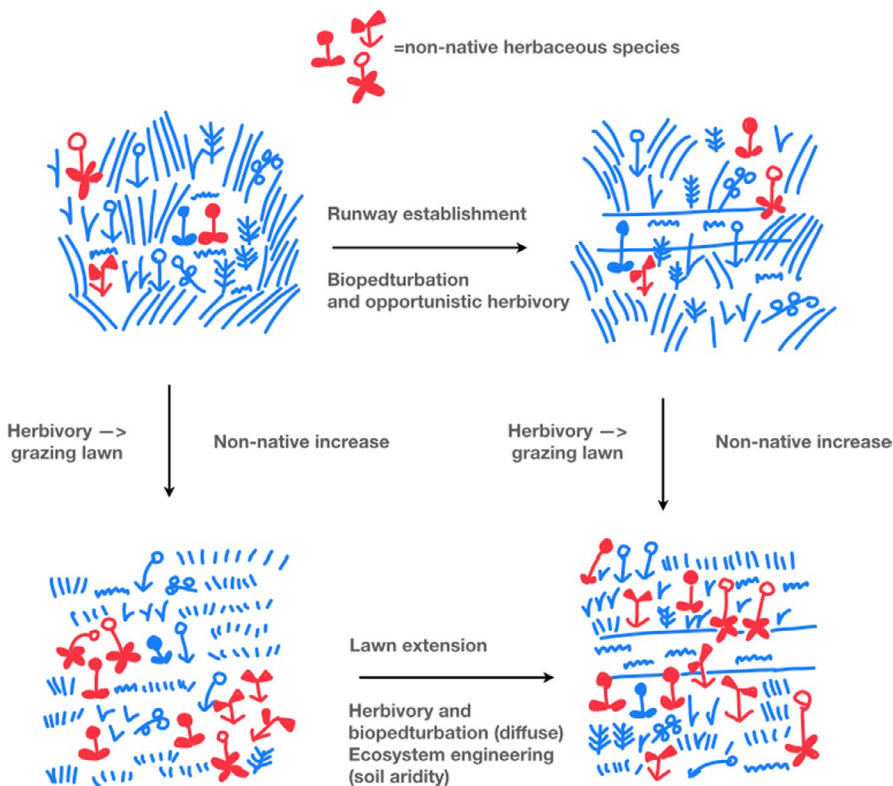 =non-native herbaceous species
Runway establishment
Biopedturbation
and opportunistic herbivory
Herbivory —>
grazing lawn
Non-native increase
Herbivory —>
grazing lawn
Non-native increase
Lawn extension
Herbivory and
biopedturbation (diffuse)
Ecosystem engineering
(soil aridity)